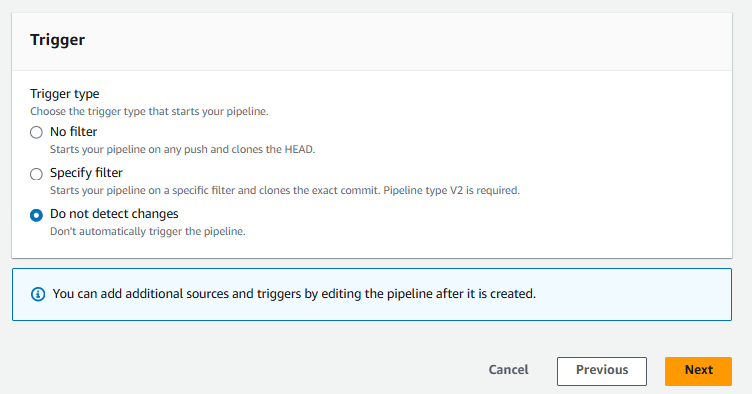 Trigger
Trigger type
Choose the trigger type that starts your pipeline.
No filter
Starts your pipeline on any push and clones the HEAD.
Specify filter
Starts your pipeline on a specific filter and clones the exact commit. Pipeline type V2 is required.
Do not detect changes
Don't automatically trigger the pipeline.
You can add additional sources and triggers by editing the pipeline after it is created.
Cancel Previous Next